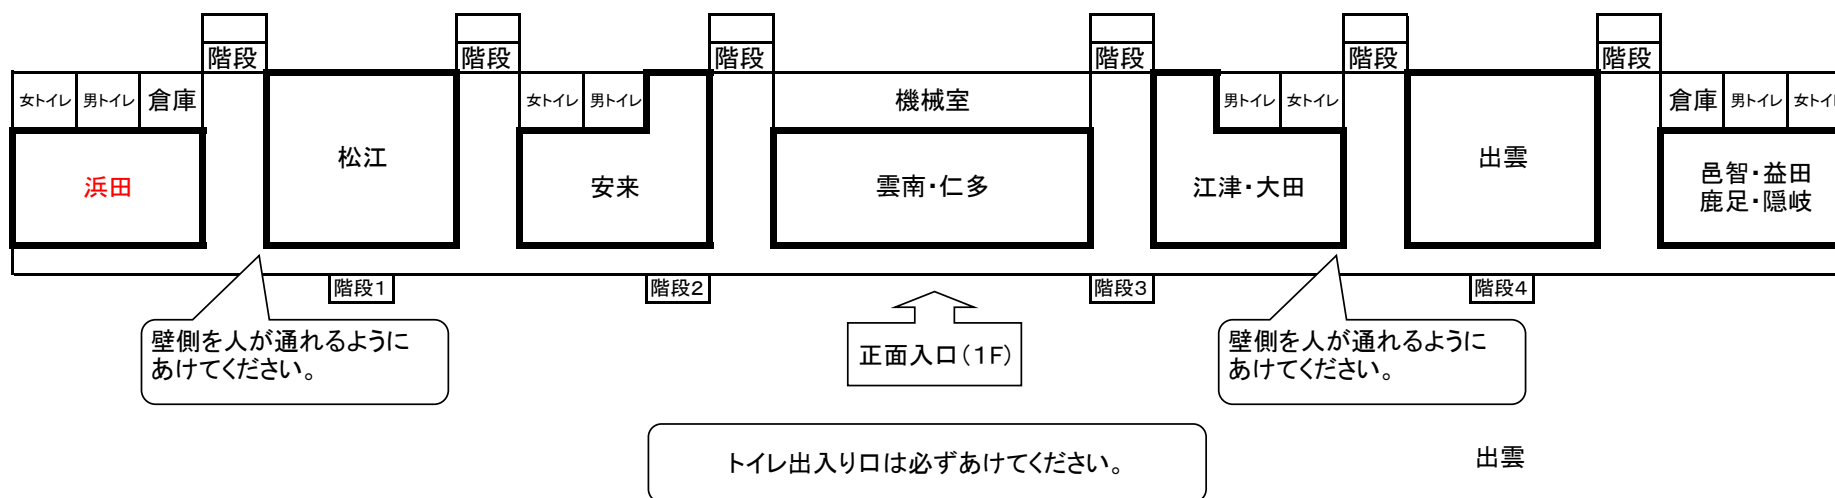 階段
階段
階段
階段
階段
階段
女トイレ
男トイレ
倉庫
女トイレ
男トイレ
機械室
男トイレ
女トイレ
倉庫
男トイレ
女トイレ
浜田
松江
安来
雲南・仁多
江津・大田
出雲
邑智・益田
鹿足・隠岐
階段1
階段2
階段3
階段4
壁側を人が通れるように
あけてください。
正面入口(1F)
壁側を人が通れるように
あけてください。
トイレ出入り口は必ずあけてください。
出雲